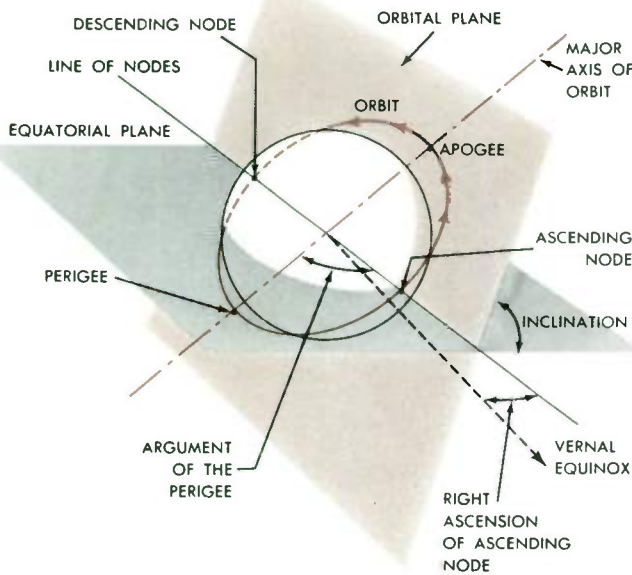 DESCENDING NODE
ORBITAL PLANE
LINE OF NODES
MAJOR
AXIS OF
ORBIT
ORBIT
EQUATORIAL PLANE
APOGEE
ASCENDING
NODE
PERIGEE
INCLINATION
ARGUMENT
OF THE
PERIGEE
VERNAL
EQUINOX
RIGHT
ASCENSION
OF ASCENDING
NODE